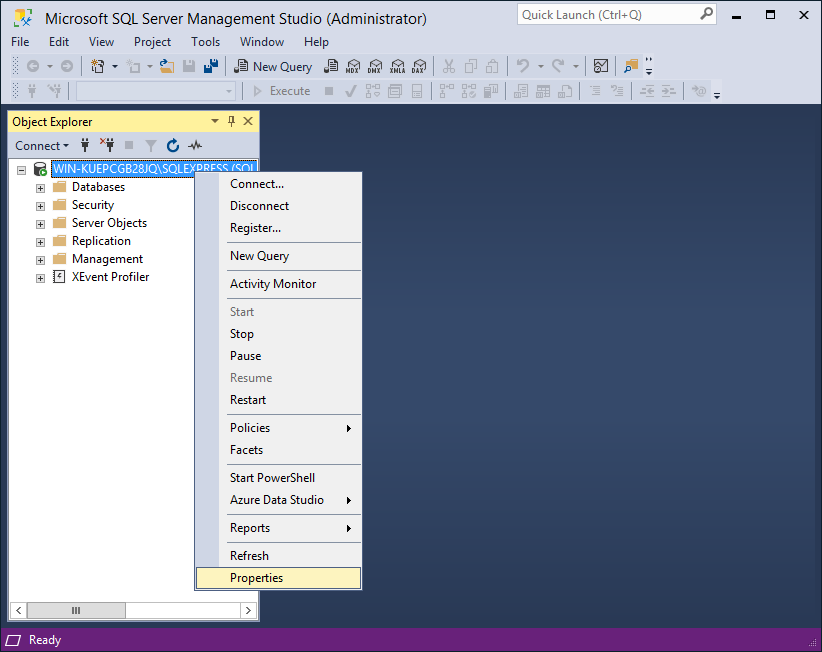 Microsoft SQL Server Management Studio (Administrator)
Quick Launch (Ctrl+Q)
File Edit View Project Tools Window Help
New Query MDX DMX XMLA DAX
Execute
Object Explorer
Connect
WIN-KUEPCGB28JQ\SQLEXPRESS (SQL
Databases
Security
Server Objects
Replication
Management
XEvent Profiler
Connect...
Disconnect
Register...
New Query
Activity Monitor
Start
Stop
Pause
Resume
Restart
Policies
Facets
Start PowerShell
Azure Data Studio
Reports
Refresh
Properties
Ready